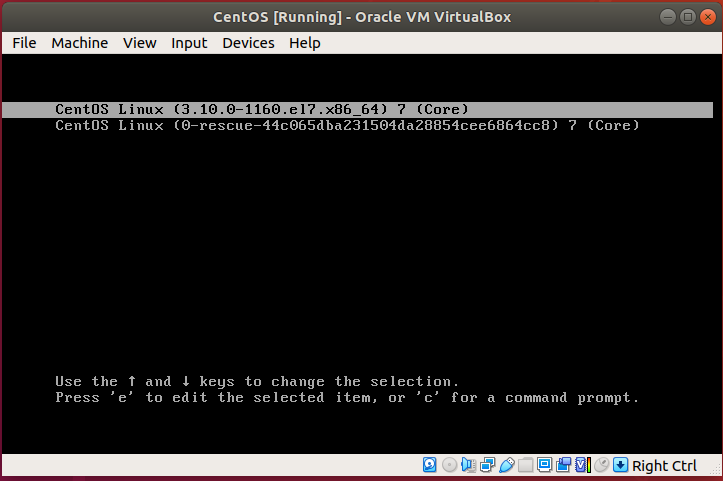 CentOS [Running] - Oracle VM VirtualBox
File Machine View Input Devices Help
CentOS Linux (3.10.0-1160.el7.x86_64) 7 (Core)
CentOS Linux (0-rescue-44c065dba231504da28854cee6864cc8) 7 (Core)
Use the ↑ and ↓ keys to change the selection.
Press 'e' to edit the selected item, or 'c' for a command prompt.
Right Ctrl